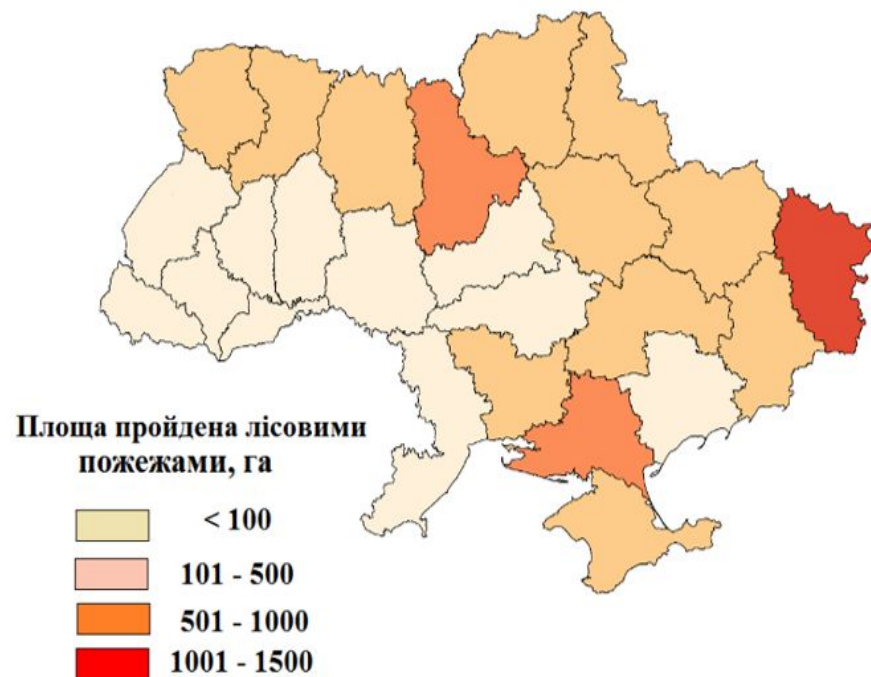 Площа пройдена лісовими
пожежами, га
< 100
101 - 500
501 - 1000
1001 - 1500